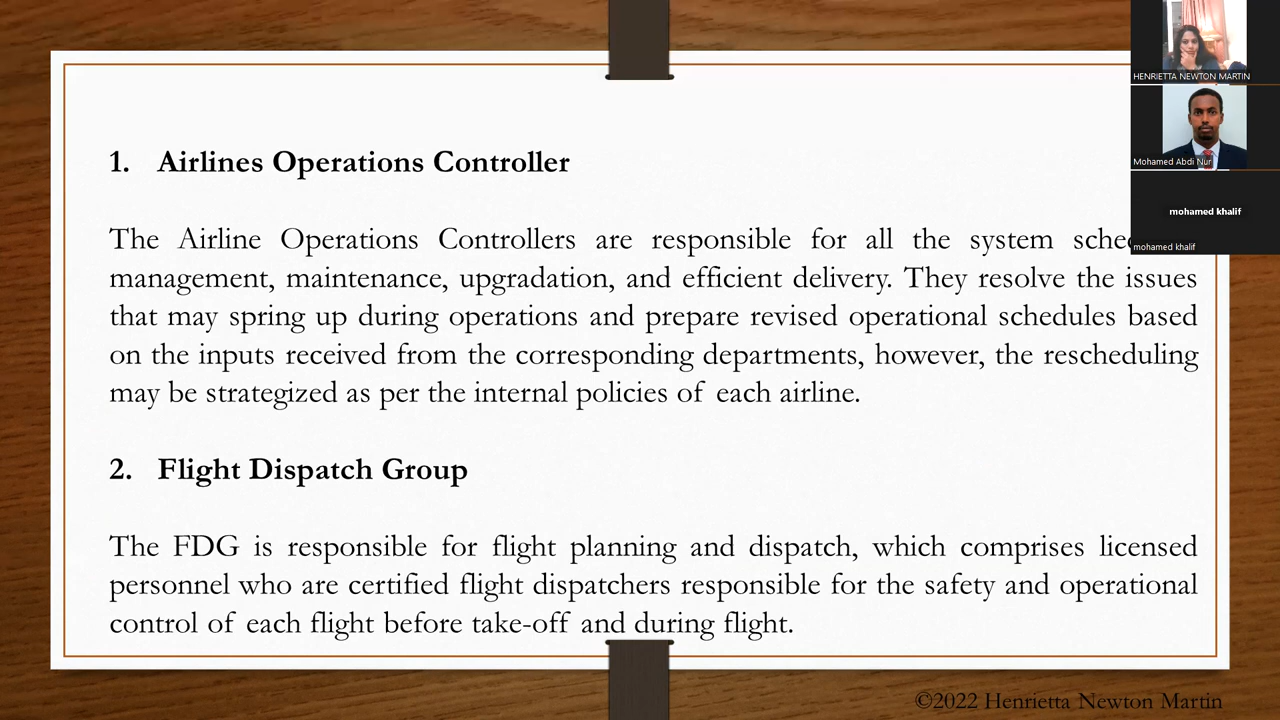 1. Airlines Operations Controller
The Airline Operations Controllers are responsible for all the system
management, maintenance, upgradation, and efficient delivery. They resolve the issues
that may spring up during operations and prepare revised operational schedules based
on the inputs received from the corresponding departments, however, the rescheduling
may be strategized as per the internal policies of each airline.
2. Flight Dispatch Group
The FDG is responsible for flight planning and dispatch, which comprises licensed
personnel who are certified flight dispatchers responsible for the safety and operational
control of each flight before take-off and during flight.
©2022 Henrietta Newton Martin
HENRIETTA NEWTON MARTIN
Mohamed Abdi Nur
mohamed khalif
mohamed khalif